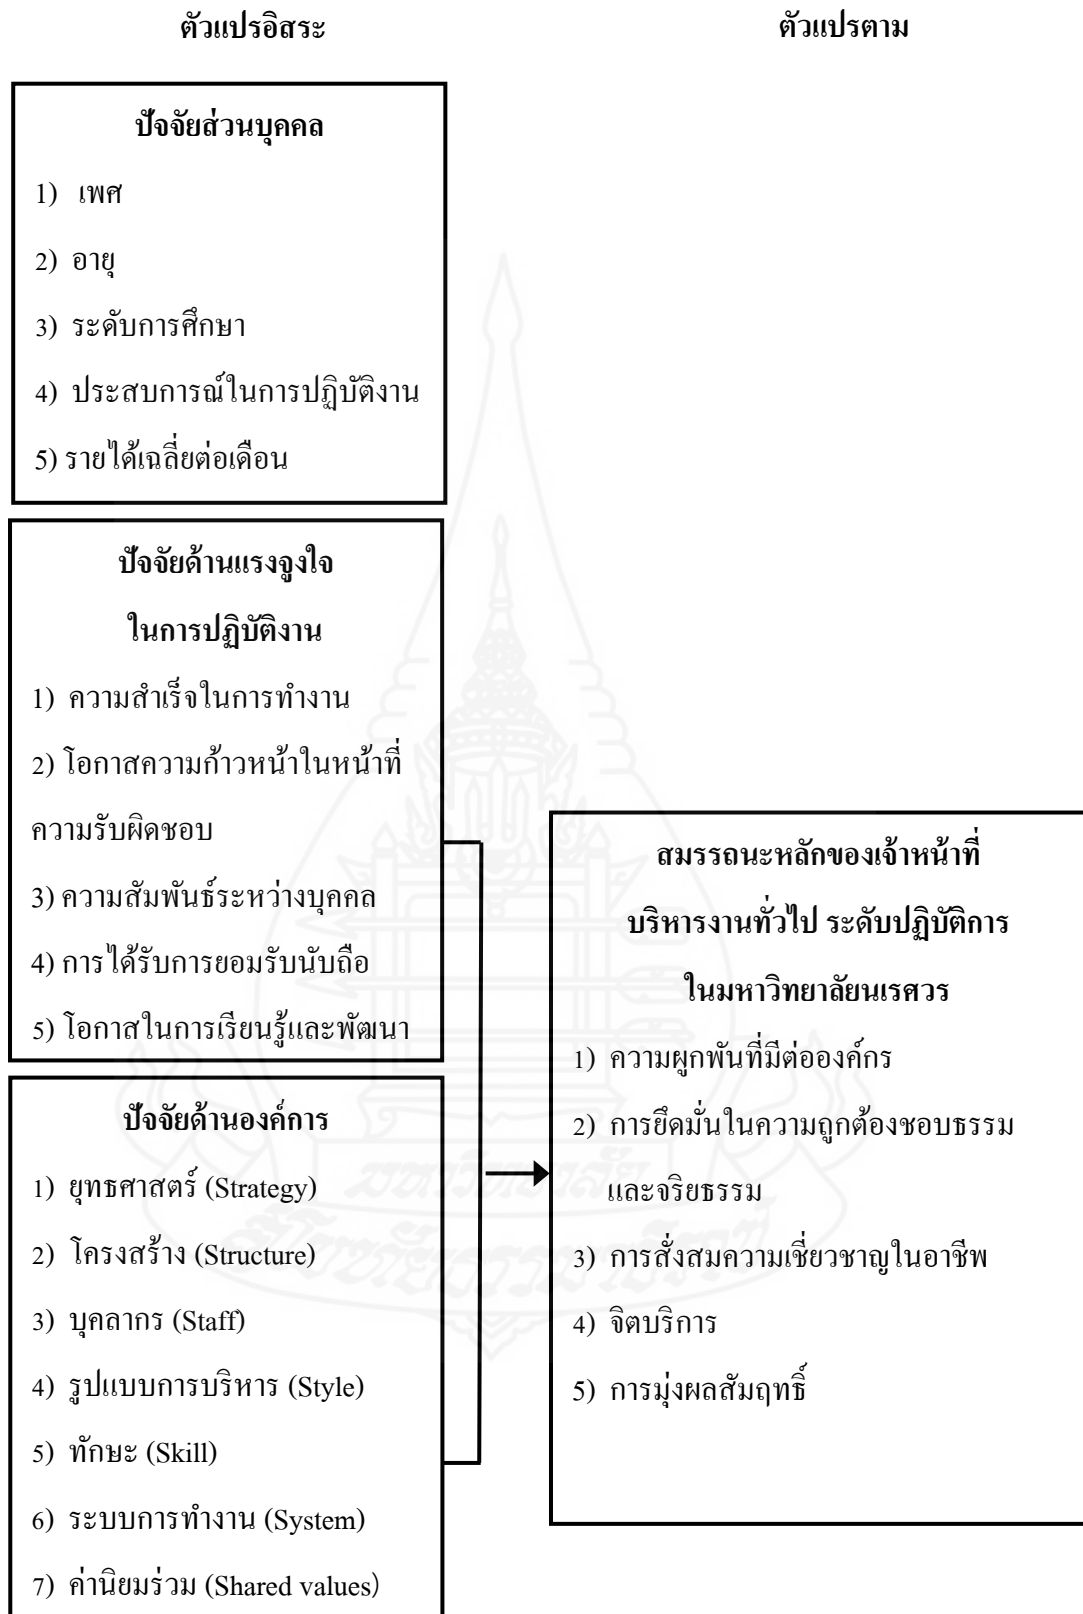 ตัวแปรอิสระ
ตัวแปรตาม
ปัจจัยส่วนบุคคล
1) เพศ
2) อายุ
3) ระดับการศึกษา
4) ประสบการณ์ในการปฏิบัติงาน
5) รายได้เฉลี่ยต่อเดือน
ปัจจัยด้านแรงจูงใจ
ในการปฏิบัติงาน
1) ความสำเร็จในการทำงาน
2) โอกาสความก้าวหน้าในหน้าที่
ความรับผิดชอบ
3) ความสัมพันธ์ระหว่างบุคคล
4) การได้รับการยอมรับนับถือ
5) โอกาสในการเรียนรู้และพัฒนา
ปัจจัยด้านองค์การ
1) ยุทธศาสตร์ (Strategy)
2) โครงสร้าง (Structure)
3) บุคลากร (Staff)
4) รูปแบบการบริหาร (Style)
5) ทักษะ (Skill)
6) ระบบการทำงาน (System)
7) ค่านิยมร่วม (Shared values)
สมรรถนะหลักของเจ้าหน้าที่
บริหารงานทั่วไป ระดับปฏิบัติการ
ในมหาวิทยาลัยนเรศวร
1) ความผูกพันที่มีต่อองค์กร
2) การยึดมั่นในความถูกต้องชอบธรรม
และจริยธรรม
3) การสั่งสมความเชี่ยวชาญในอาชีพ
4) จิตบริการ
5) การมุ่งผลสัมฤทธิ์
มหาวิทยาลัย
สุโขทัยธรรมาธิราช